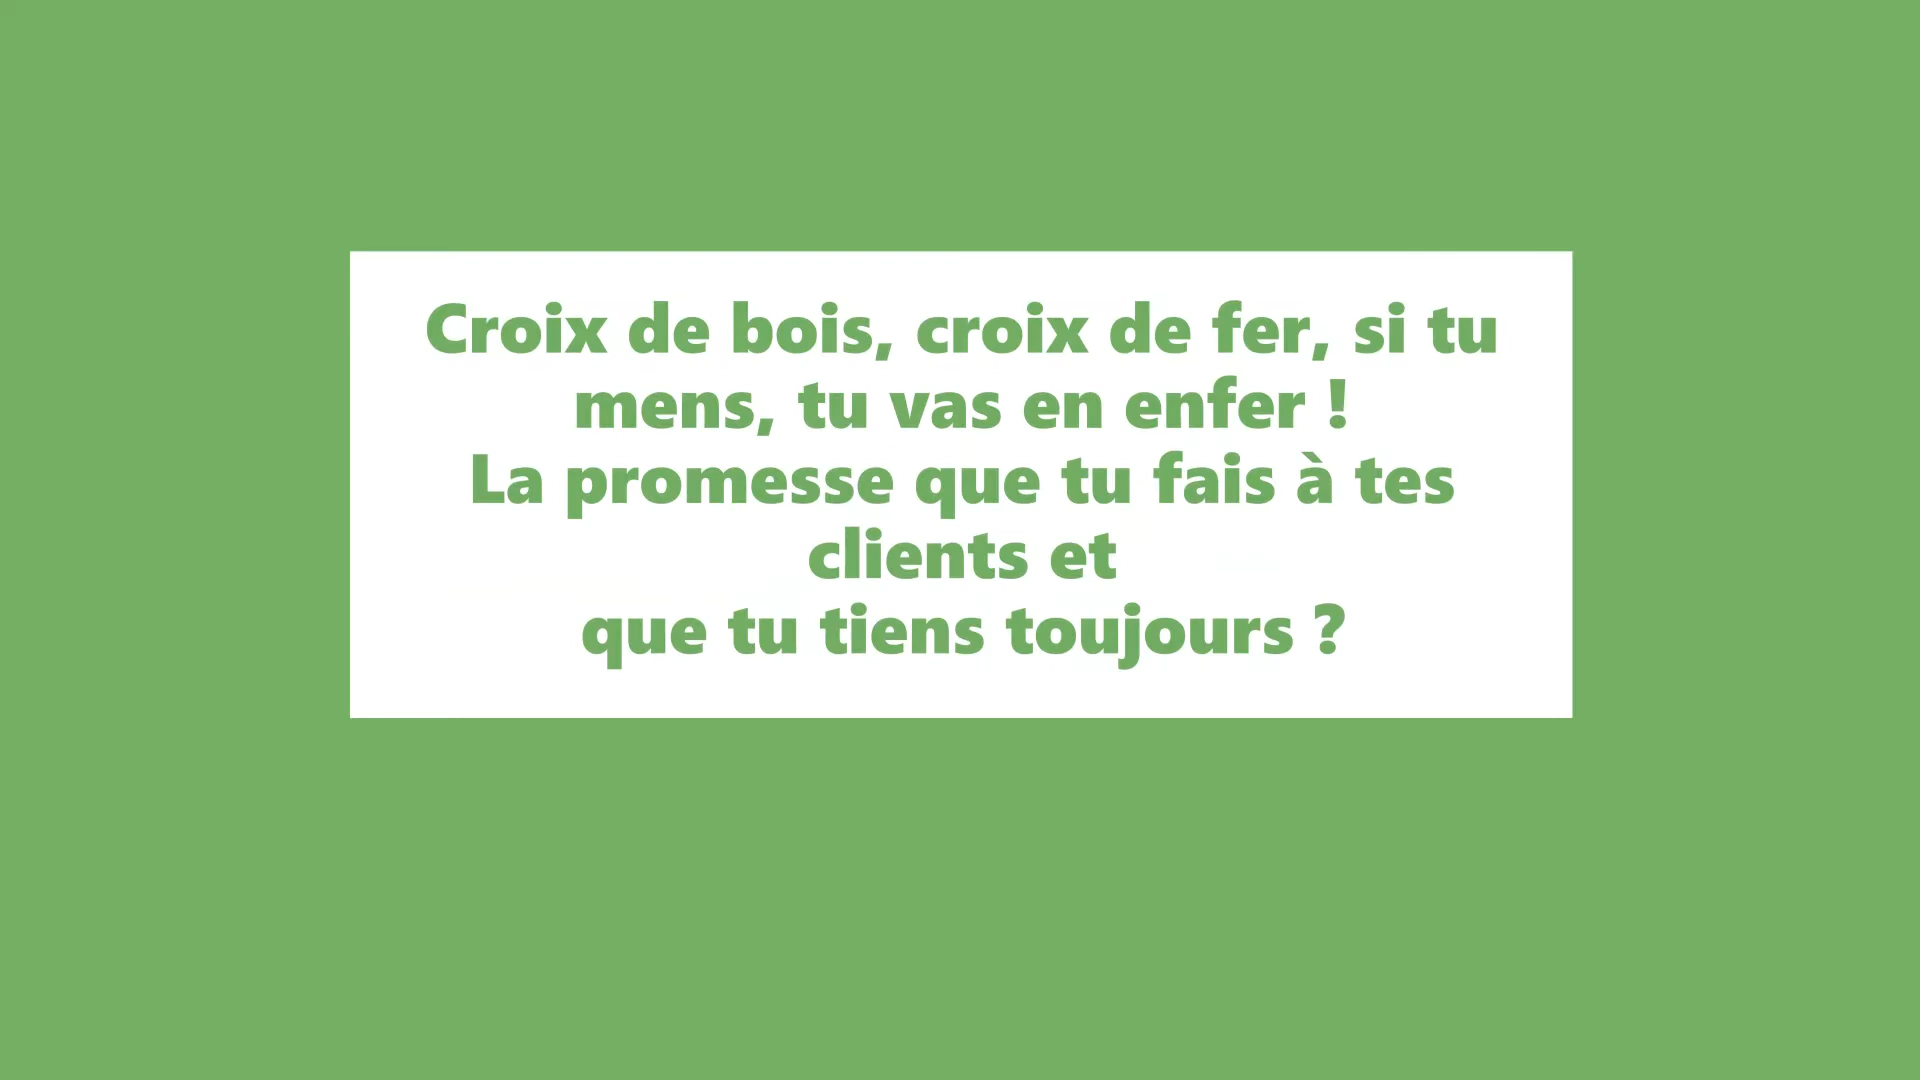 Croix de bois, croix de fer, si tu
mens, tu vas en enfer !
La promesse que tu fais à tes
clients et
que tu tiens toujours ?